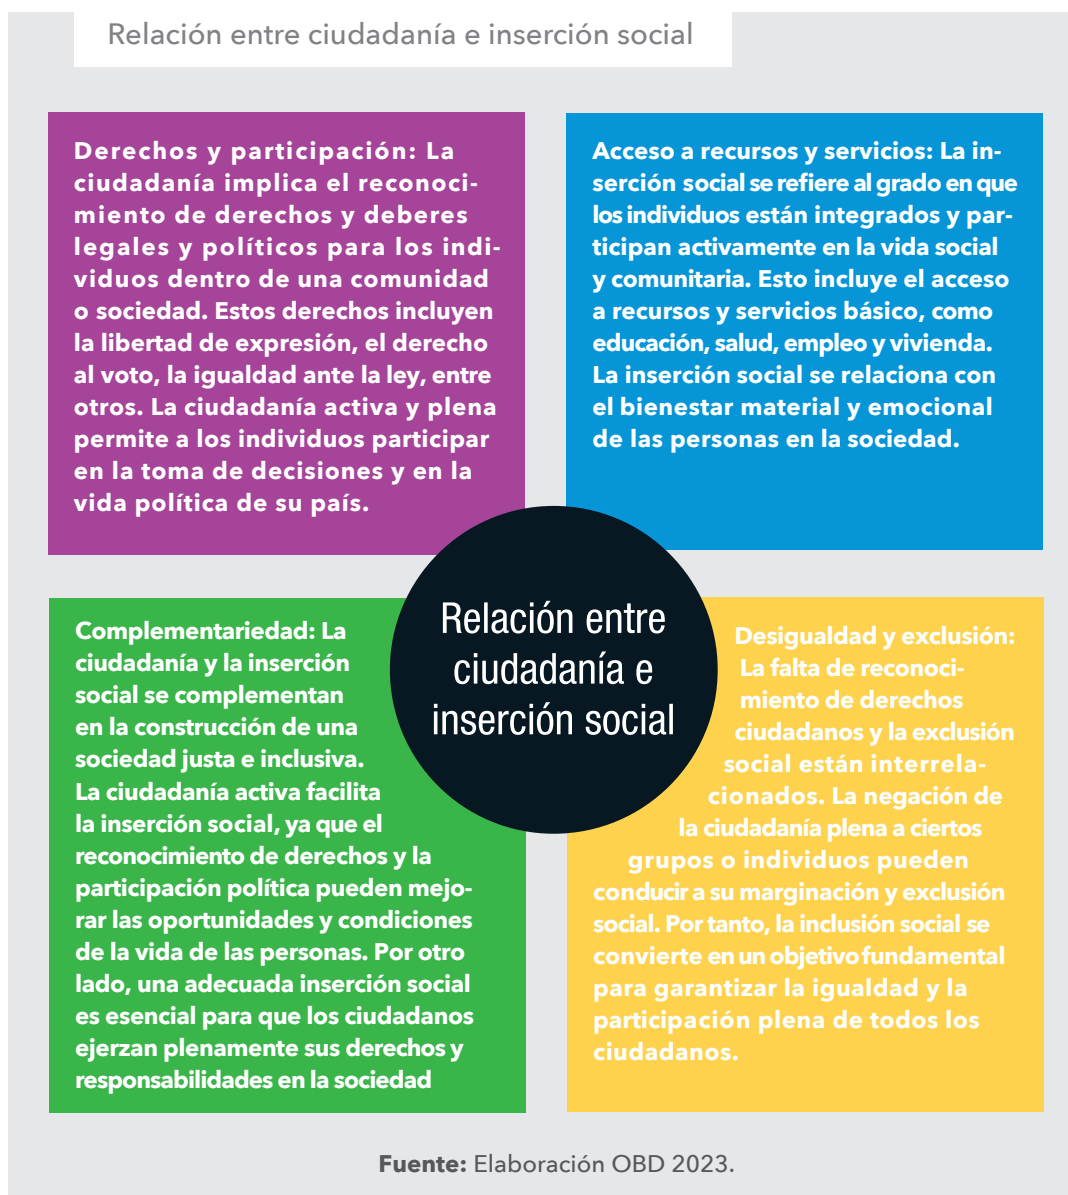 Relación entre ciudadanía e inserción social
Derechos y participación: La
ciudadanía implica el reconoci-
miento de derechos y deberes
legales y políticos para los indi-
viduos dentro de una comunidad
o sociedad. Estos derechos incluyen
la libertad de expresión, el derecho
al voto, la igualdad ante la ley, entre
otros. La ciudadanía activa y plena
permite a los individuos participar
en la toma de decisiones y en la
vida política de su país.
Acceso a recursos y servicios: La in-
serción social se refiere al grado en que
los individuos están integrados y par-
ticipan activamente en la vida social
y comunitaria. Esto incluye el acceso
a recursos y servicios básico, como
educación, salud, empleo y vivienda.
La inserción social se relaciona con
el bienestar material y emocional
de las personas en la sociedad.
Relación entre
ciudadanía e
inserción social
Complementariedad: La
ciudadanía y la inserción
social se complementan
en la construcción de una
sociedad justa e inclusiva.
La ciudadanía activa facilita
la inserción social, ya que el
reconocimiento de derechos y la
participación política pueden mejo-
rar las oportunidades y condiciones
de la vida de las personas. Por otro
lado, una adecuada inserción social
es esencial para que los ciudadanos
ejerzan plenamente sus derechos y
responsabilidades en la sociedad
Desigualdad y exclusión:
La falta de reconoci-
miento de derechos
ciudadanos y la exclusión
social están interrela-
cionados. La negación de
la ciudadanía plena a ciertos
grupos o individuos pueden
conducir a su marginación y exclusión
social. Por tanto, la inclusión social se
convierte en un objetivo fundamental
para garantizar la igualdad y la
participación plena de todos los
ciudadanos.
Fuente: Elaboración OBD 2023.